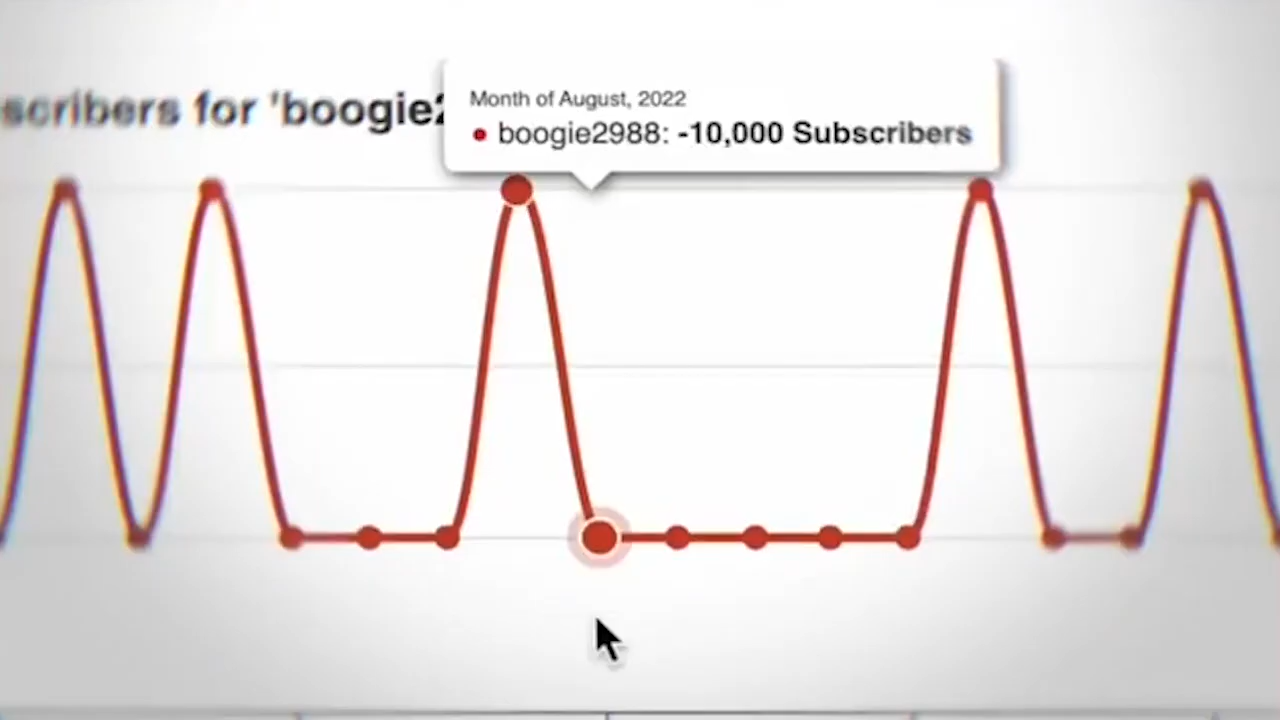 scribers for 'boogie2
Month of August, 2022
boogie2988: -10,000 Subscribers